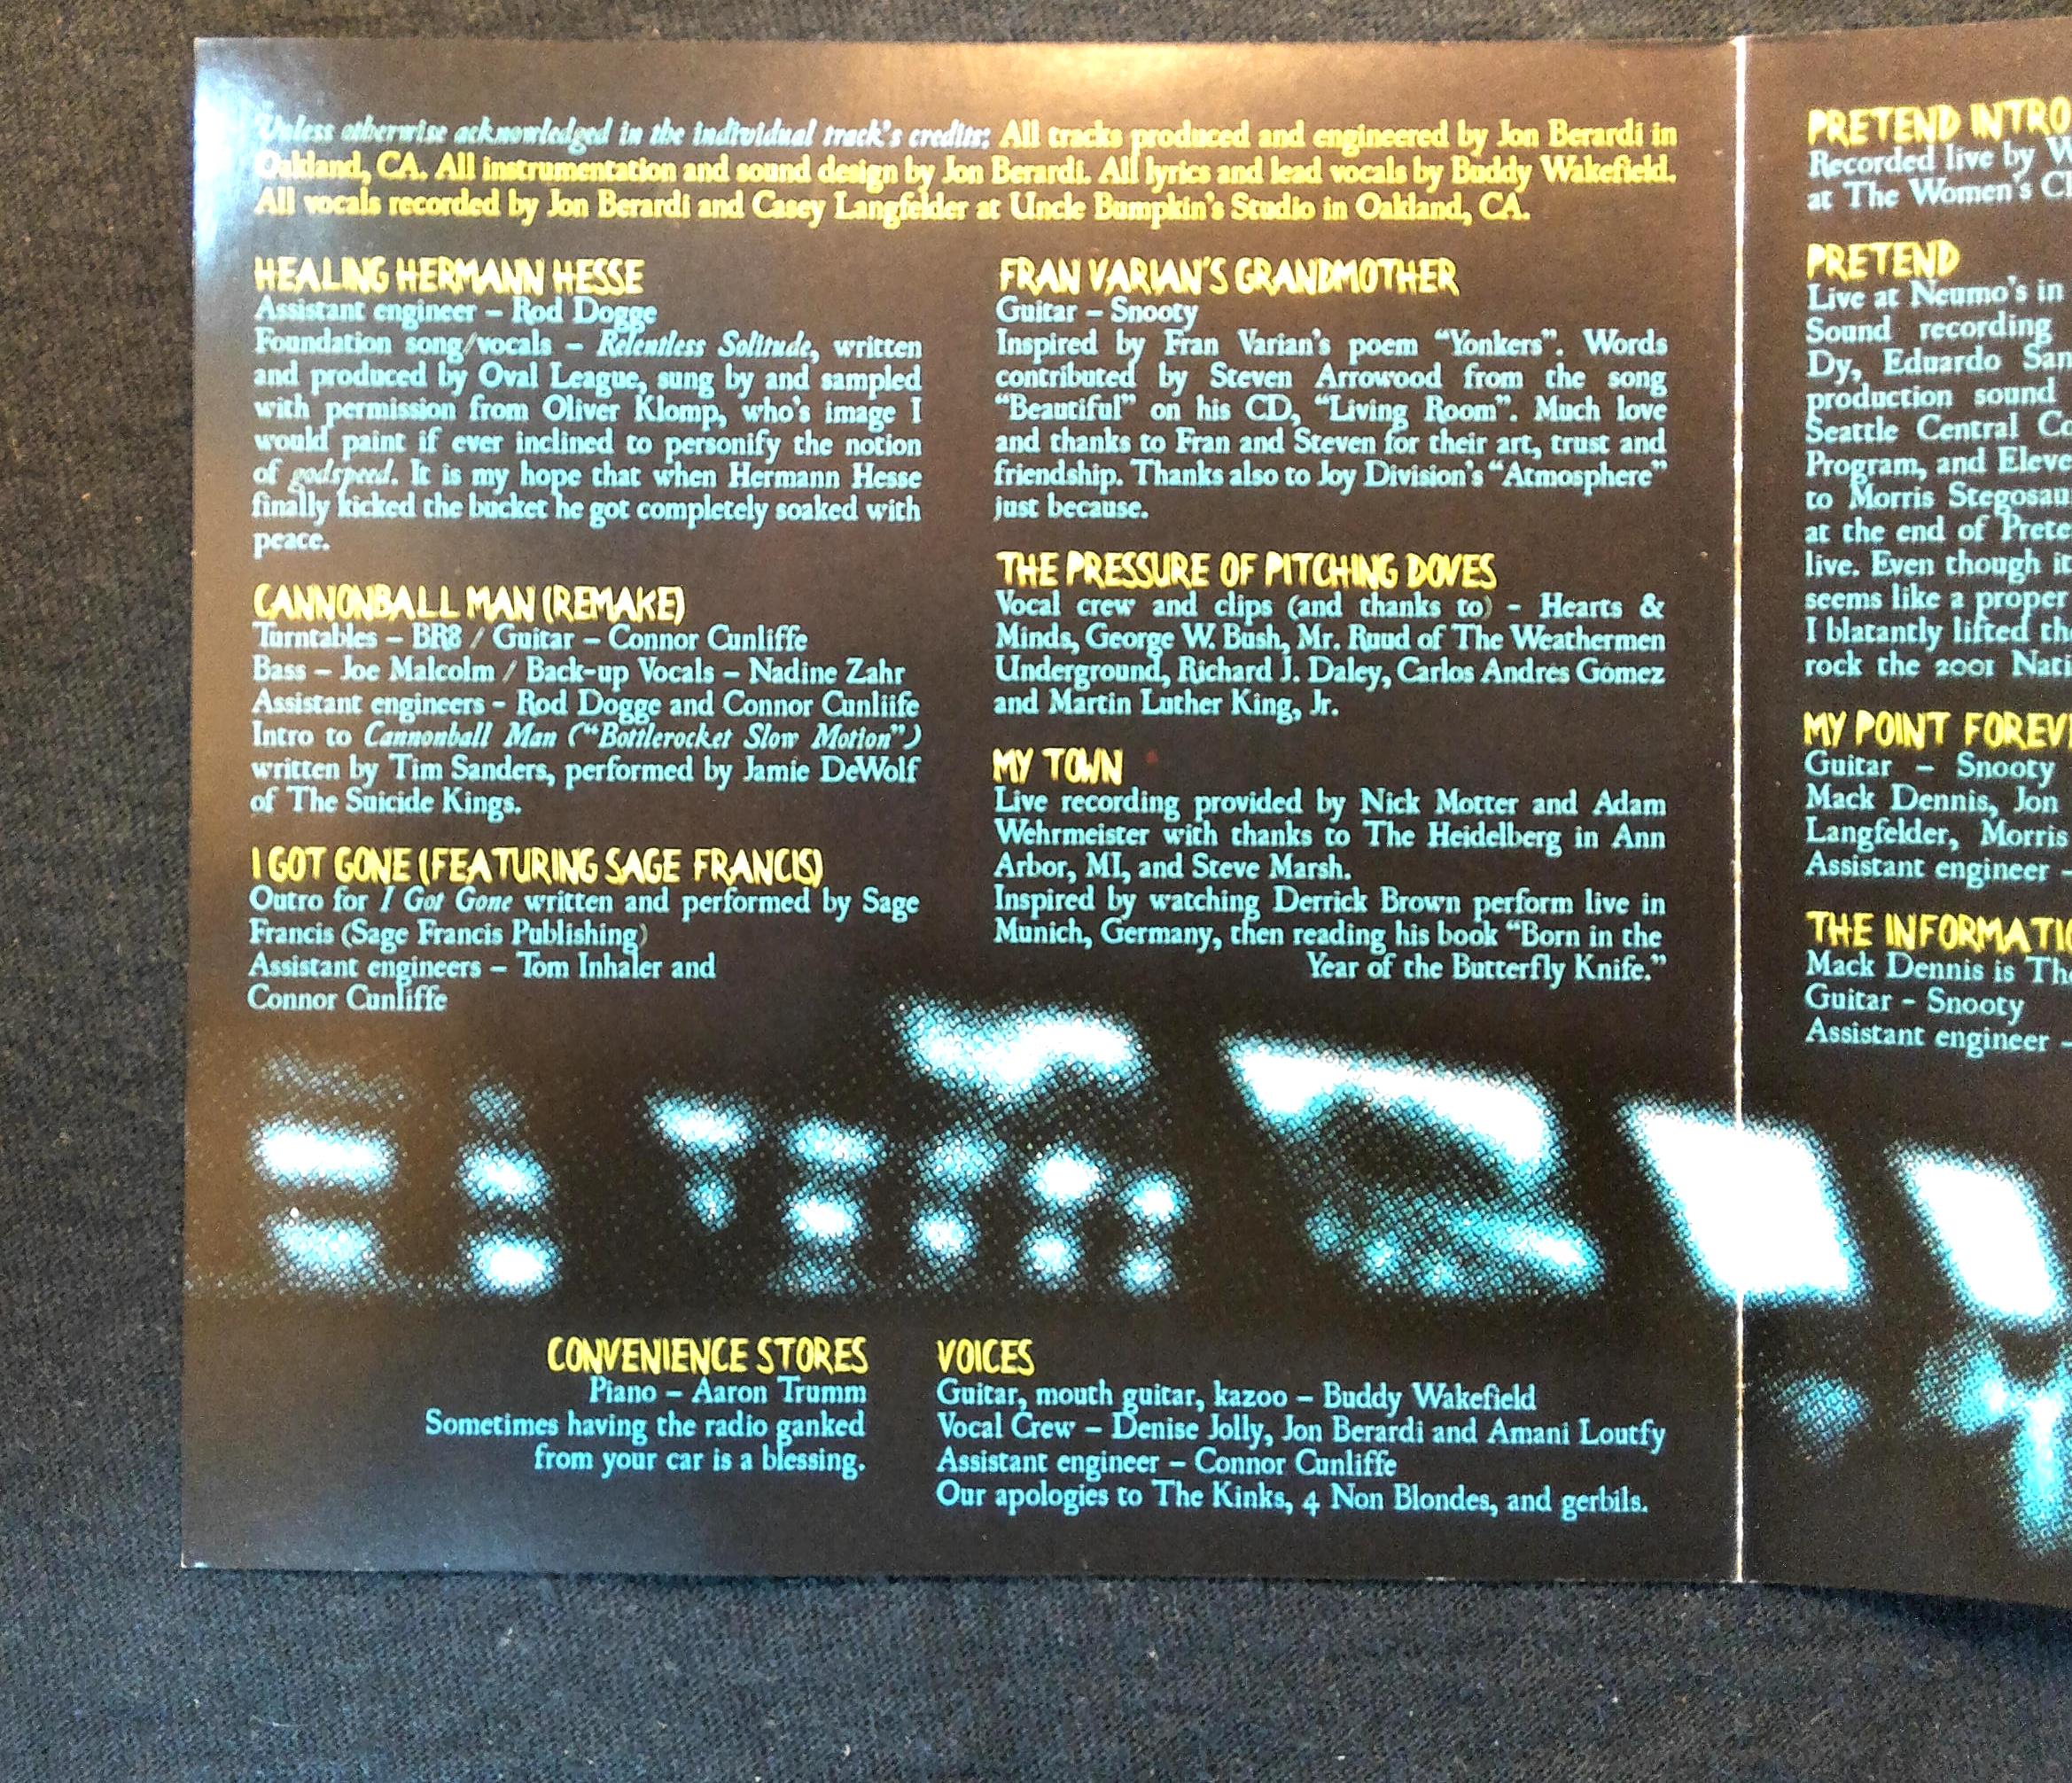 Unless otherwise acknowledged in the individual track's credits: All tracks produced and engineered by Jon Berardi in
Oakland, CA. All instrumentation and sound design by Jon Berardi. All lyrics and lead vocals by Buddy Wakefield.
All vocals recorded by Jon Berardi and Casey Langfelder at Uncle Bumpkin's Studio in Oakland, CA.
HEALING HERMANN HESSE
Assistant engineer – Rod Dogge
Foundation song/vocals – Relentless Solitude, written
and produced by Oval League, sung by and sampled
with permission from Oliver Klomp, who's image I
would paint if ever inclined to personify the notion
of godspeed. It is my hope that when Hermann Hesse
finally kicked the bucket he got completely soaked with
peace.
CANNONBALL MAN (REMAKE)
Turntables – BR8 / Guitar – Connor Cunliffe
Bass – Joe Malcolm / Back-up Vocals – Nadine Zahr
Assistant engineers - Rod Dogge and Connor Cunliife
Intro to Cannonball Man ("Bottlerocket Slow Motion")
written by Tim Sanders, performed by Jamie DeWolf
of The Suicide Kings.
I GOT GONE (FEATURING SAGE FRANCIS)
Outro for I Got Gone written and performed by Sage
Francis (Sage Francis Publishing)
Assistant engineers – Tom Inhaler and
Connor Cunliffe
FRAN VARIAN'S GRANDMOTHER
Guitar – Snooty
Inspired by Fran Varian's poem "Yonkers". Words
contributed by Steven Arrowood from the song
"Beautiful" on his CD, "Living Room". Much love
and thanks to Fran and Steven for their art, trust and
friendship. Thanks also to Joy Division's "Atmosphere"
just because.
THE PRESSURE OF PITCHING DOVES
Vocal crew and clips (and thanks to) - Hearts &
Minds, George W. Bush, Mr. Ruud of The Weathermen
Underground, Richard J. Daley, Carlos Andres Gomez
and Martin Luther King, Jr.
MY TOWN
Live recording provided by Nick Motter and Adam
Wehrmeister with thanks to The Heidelberg in Ann
Arbor, MI, and Steve Marsh.
Inspired by watching Derrick Brown perform live in
Munich, Germany, then reading his book "Born in the
Year of the Butterfly Knife."
CONVENIENCE STORES
Piano – Aaron Trumm
Sometimes having the radio ganked
from your car is a blessing.
VOICES
Guitar, mouth guitar, kazoo – Buddy Wakefield
Vocal Crew – Denise Jolly, Jon Berardi and Amani Loutfy
Assistant engineer – Connor Cunliffe
Our apologies to The Kinks, 4 Non Blondes, and gerbils.
PRETEND INTRO
Recorded live by
at The Women's
PRETEND
Live at Neumo's in
Sound recording
Dy, Eduardo
production sound
Seattle Central
Program, and
to Morris
at the end of
live. Even though it
seems like a proper
I blatantly lifted
rock the 2001
MY POINT
Guitar – Snooty
Mack Dennis, Jon
Langfelder, Morris
Assistant engineer –
THE
Mack Dennis is
Guitar - Snooty
Assistant engineer –